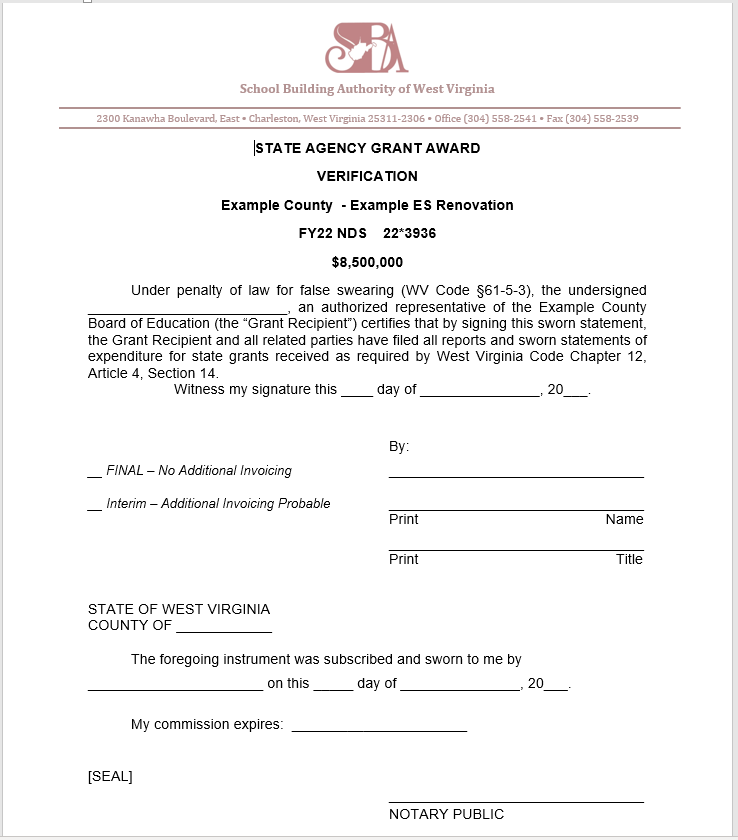 SBA
School Building Authority of West Virginia
2300 Kanawha Boulevard, East • Charleston, West Virginia 25311-2306 • Office (304) 558-2541 • Fax (304) 558-2539
STATE AGENCY GRANT AWARD
VERIFICATION
Example County - Example ES Renovation
FY22 NDS 22*3936
$8,500,000
Under penalty of law for false swearing (WV Code §61-5-3), the undersigned
_________________________, an authorized representative of the Example County
Board of Education (the “Grant Recipient”) certifies that by signing this sworn statement,
the Grant Recipient and all related parties have filed all reports and sworn statements of
expenditure for state grants received as required by West Virginia Code Chapter 12,
Article 4, Section 14.
Witness my signature this ____ day of _______________, 20___.
By:
__ FINAL – No Additional Invoicing ________________________________
__ Interim – Additional Invoicing Probable ________________________________
Print Name
________________________________
Print Title
STATE OF WEST VIRGINIA
COUNTY OF ____________
The foregoing instrument was subscribed and sworn to me by
______________________ on this _____ day of _______________, 20___.
My commission expires: ______________________
[SEAL]
________________________________
NOTARY PUBLIC